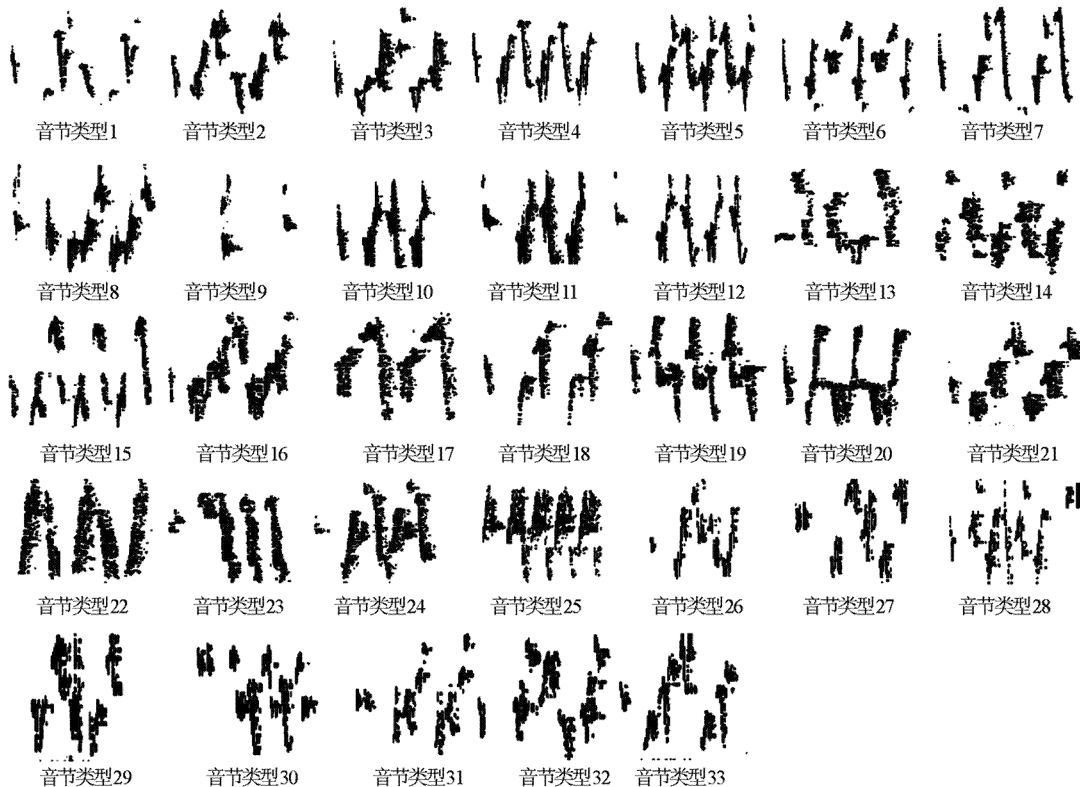 音节类型1 音节类型2 音节类型3 音节类型4 音节类型5 音节类型6 音节类型7
音节类型8 音节类型9 音节类型10 音节类型11 音节类型12 音节类型13 音节类型14
音节类型15 音节类型16 音节类型17 音节类型18 音节类型19 音节类型20 音节类型21
音节类型22 音节类型23 音节类型24 音节类型25 音节类型26 音节类型27 音节类型28
音节类型29 音节类型30 音节类型31 音节类型32 音节类型33